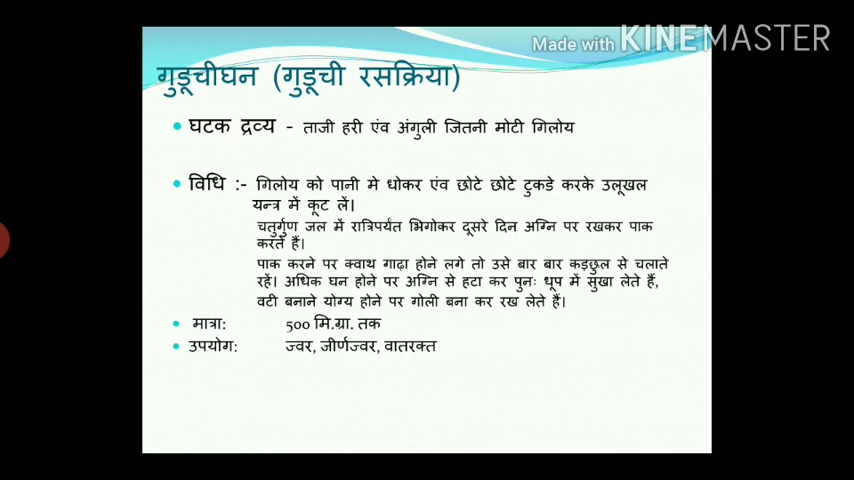 Made with KINEMASTER
गुडूचीघन (गुडूची रसक्रिया)
• घटक द्रव्य - ताजी हरी एंव अंगुली जितनी मोटी गिलोय
• विधि :- गिलोय को पानी मे धोकर एंव छोटे छोटे टुकडे करके उलूखल
यन्त्र में कूट लें।
चतुर्गुण जल में रात्रिपर्यंत भिगोकर दूसरे दिन अग्नि पर रखकर पाक
करते हैं।
पाक करने पर क्वाथ गाढ़ा होने लगे तो उसे बार बार कड़छुल से चलाते
रहें। अधिक घन होने पर अग्नि से हटा कर पुनः धूप में सुखा लेते हैं,
वटी बनाने योग्य होने पर गोली बना कर रख लेते हैं।
• मात्रा: 500 मि.ग्रा. तक
• उपयोग: ज्वर, जीर्णज्वर, वातरक्त